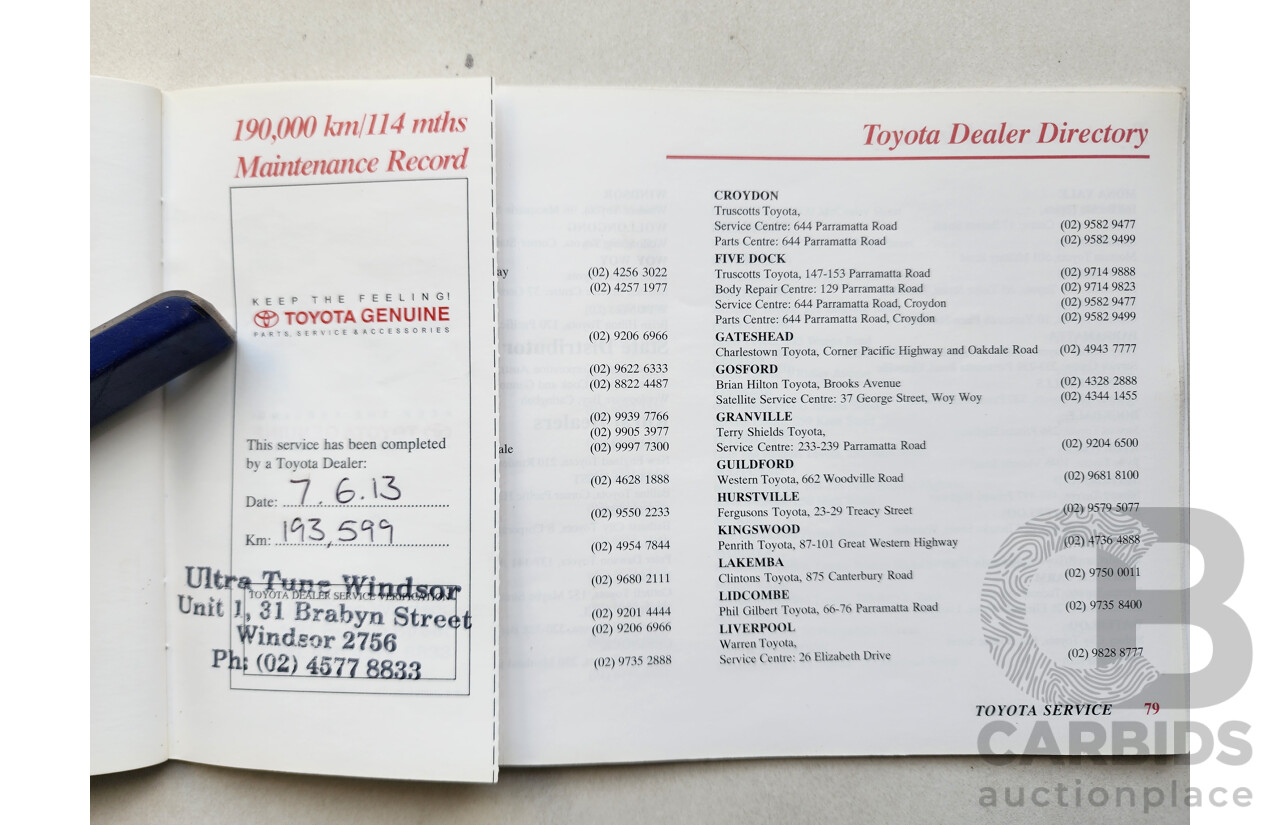 190,000 km/114 mths
Maintenance Record
KEEP THE FEELING!
TOYOTA GENUINE
PARTS, SERVICE & ACCESSORIES
This service has been completed
by a Toyota Dealer:
Date: 7.6.13
Km: 193,599
TOYOTA DEALER SERVICE VERIFICATION
Ultra Tune Windsor
Unit 1, 31 Brabyn Street
Windsor 2756
Ph: (02) 4577 8833
ay (02) 4256 3022
(02) 4257 1977
(02) 9206 6966
(02) 9622 6333
(02) 8822 4487
(02) 9939 7766
(02) 9905 3977
ale (02) 9997 7300
(02) 4628 1888
(02) 9550 2233
(02) 4954 7844
(02) 9680 2111
(02) 9201 4444
(02) 9206 6966
(02) 9735 2888
Toyota Dealer Directory
CROYDON
Truscotts Toyota,
Service Centre: 644 Parramatta Road (02) 9582 9477
Parts Centre: 644 Parramatta Road (02) 9582 9499
FIVE DOCK
Truscotts Toyota, 147-153 Parramatta Road (02) 9714 9888
Body Repair Centre: 129 Parramatta Road (02) 9714 9823
Service Centre: 644 Parramatta Road, Croydon (02) 9582 9477
Parts Centre: 644 Parramatta Road, Croydon (02) 9582 9499
GATESHEAD
Charlestown Toyota, Corner Pacific Highway and Oakdale Road (02) 4943 7777
GOSFORD
Brian Hilton Toyota, Brooks Avenue (02) 4328 2888
Satellite Service Centre: 37 George Street, Woy Woy (02) 4344 1455
GRANVILLE
Terry Shields Toyota,
Service Centre: 233-239 Parramatta Road (02) 9204 6500
GUILDFORD
Western Toyota, 662 Woodville Road (02) 9681 8100
HURSTVILLE
Fergusons Toyota, 23-29 Treacy Street (02) 9579 5077
KINGSWOOD
Penrith Toyota, 87-101 Great Western Highway (02) 4736 4888
LAKEMBA
Clintons Toyota, 875 Canterbury Road (02) 9750 0011
LIDCOMBE
Phil Gilbert Toyota, 66-76 Parramatta Road (02) 9735 8400
LIVERPOOL
Warren Toyota,
Service Centre: 26 Elizabeth Drive (02) 9828 8777
TOYOTA SERVICE 79
CB
CARBIDS
auctionplace